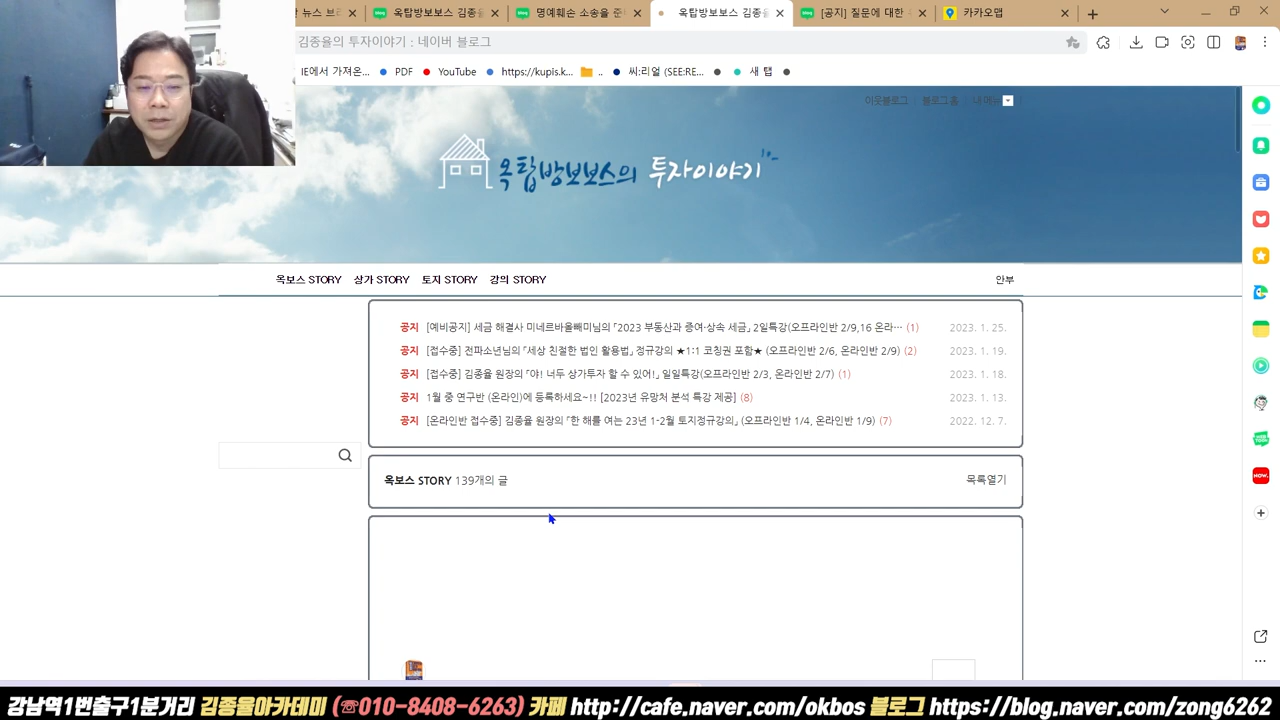 뉴스 브리
옥탑방보보스 김종율
명예훼손 소송을 준
옥탑방보보스 김종율
[공지] 질문에 대한
카카오맵
김종율의 투자이야기 : 네이버 블로그
IE에서 가져온...
PDF
YouTube
https://kupis.k...
..
씨:리얼 (SEE:RE...
새 탭
이웃블로그
블로그 홈
내 메뉴
옥탑방보보스의 투자이야기
옥보스 STORY 상가 STORY 토지 STORY 강의 STORY
안부
공지 [예비공지] 세금 해결사 미네르바올빼미님의 「2023 부동산과 증여·상속 세금」 2일특강(오프라인반 2/9,16 온라… (1) 2023. 1. 25.
공지 [접수중] 전파소년님의 「세상 친절한 법인 활용법」 정규강의 ★1:1 코칭권 포함★ (오프라인반 2/6, 온라인반 2/9) (2) 2023. 1. 19.
공지 [접수중] 김종율 원장의 「야! 너두 상가투자 할 수 있어!」 일일특강(오프라인반 2/3, 온라인반 2/7) (1) 2023. 1. 18.
공지 1월 중 연구반 (온라인)에 등록하세요~!! [2023년 유망처 분석 특강 제공] (8) 2023. 1. 13.
공지 [온라인반 접수중] 김종율 원장의 「한 해를 여는 23년 1-2월 토지정규강의」 (오프라인반 1/4, 온라인반 1/9) (7) 2022. 12. 7.
옥보스 STORY 139개의 글
목록열기
NOW.
강남역1번출구1분거리 김종율아카데미 (☏010-8408-6263) 카페 http://cafe.naver.com/okbos 블로그 https://blog.naver.com/zong6262